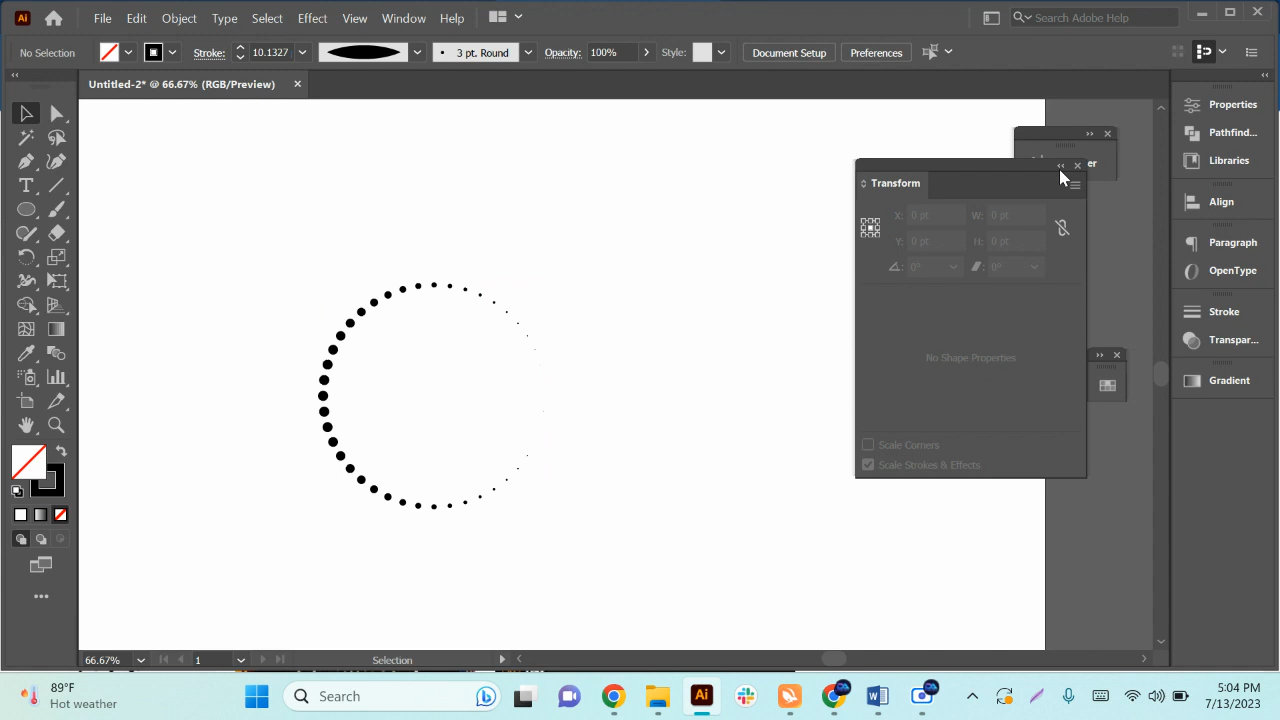 Ai File Edit Object Type Select Effect View Window Help Search Adobe Help
No Selection Stroke: 10.1327 3 pt. Round Opacity: 100% Style: Document Setup Preferences
Untitled-2* @ 66.67% (RGB/Preview)
Properties
Pathfind...
Libraries
Align
Paragraph
OpenType
Stroke
Transpar...
Gradient
Transform
X: 0 pt W: 0 pt
Y: 0 pt H: 0 pt
0° 0°
No Shape Properties
Scale Corners
Scale Strokes & Effects
66.67% 1 Selection
89°F
Hot weather
Search
Ai
5:04 PM
7/13/2023